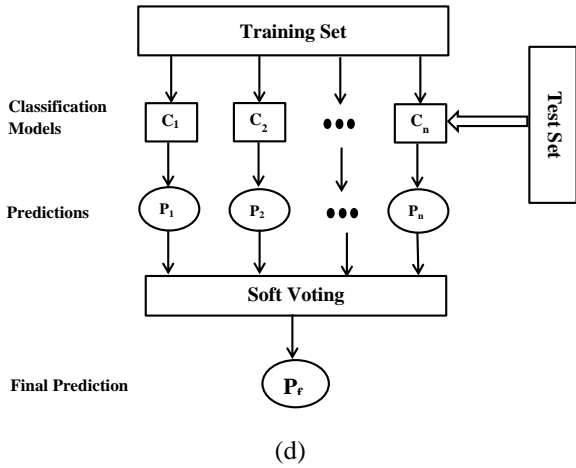 Training Set
Classification
Models
C1
C2
•••
Cn
Test Set
Predictions
P1
P2
•••
Pn
Soft Voting
Final Prediction
Pf
(d)